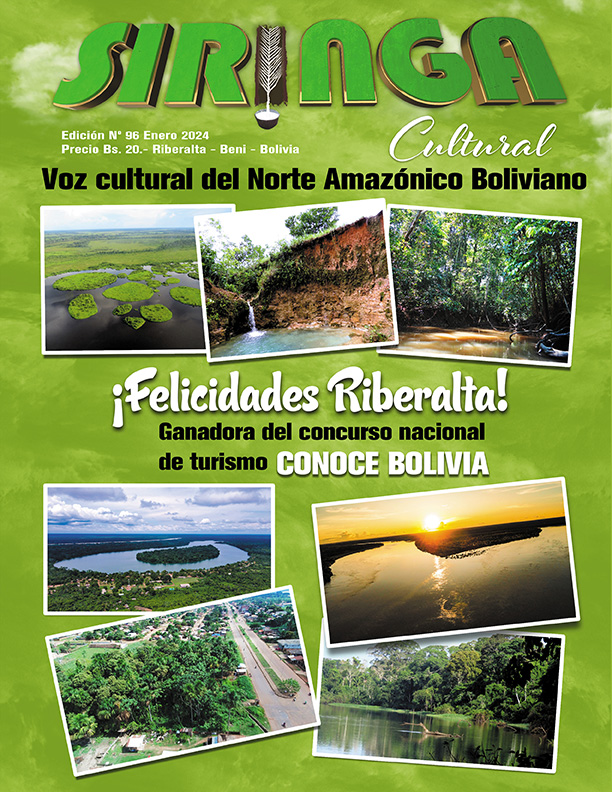 SIRINGA
Cultural
Edición Nº 96 Enero 2024
Precio Bs. 20.- Riberalta - Beni - Bolivia
Voz cultural del Norte Amazónico Boliviano
¡Felicidades Riberalta!
Ganadora del concurso nacional
de turismo CONOCE BOLIVIA